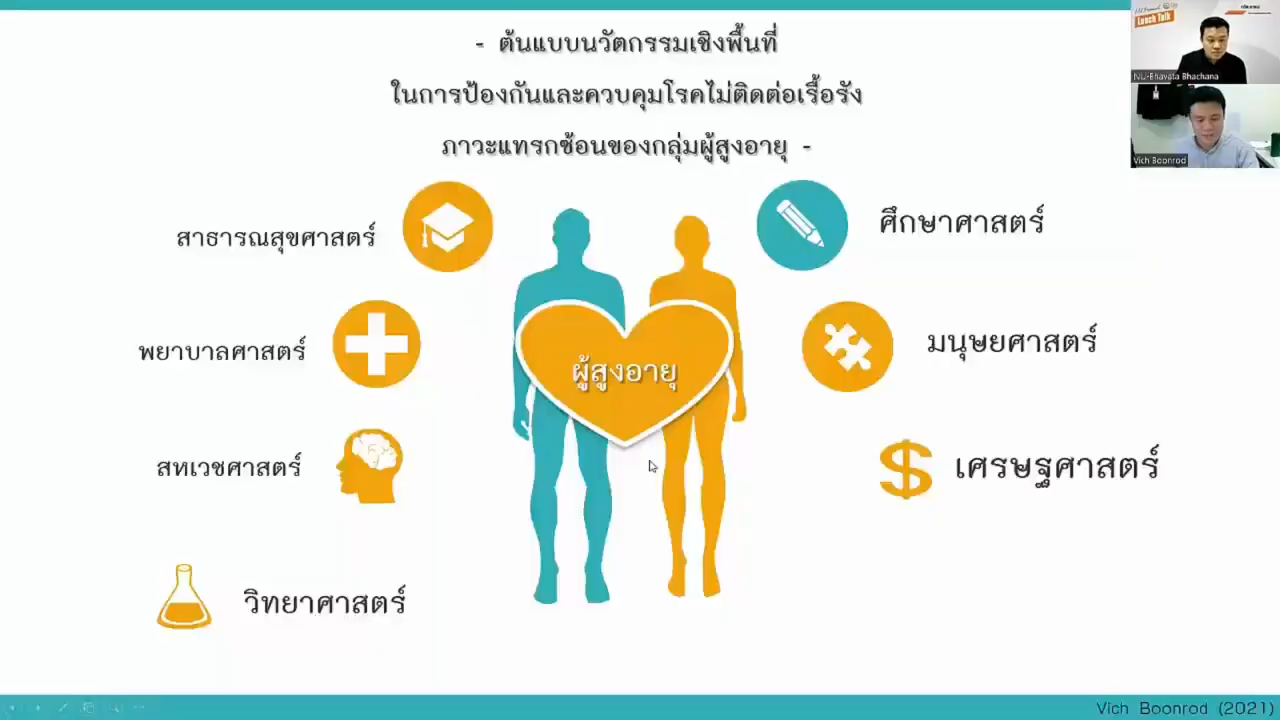 - ต้นแบบนวัตกรรมเชิงพื้นที่
ในการป้องกันและควบคุมโรคไม่ติดต่อเรื้อรัง
ภาวะแทรกซ้อนของกลุ่มผู้สูงอายุ -
สาธารณสุขศาสตร์
ศึกษาศาสตร์
พยาบาลศาสตร์
มนุษยศาสตร์
ผู้สูงอายุ
สหเวชศาสตร์
$ เศรษฐศาสตร์
วิทยาศาสตร์
Lunch Talk
NU-Bhavata Bhachana
Vich Boonrod
Vich Boonrod (2021)